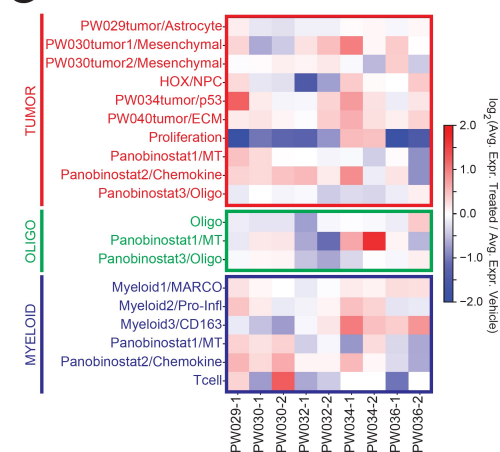 TUMOR
PW029tumor/Astrocyte
PW030tumor1/Mesenchymal
PW030tumor2/Mesenchymal
HOX/NPC
PW034tumor/p53
PW040tumor/ECM
Proliferation
Panobinostat1/MT
Panobinostat2/Chemokine
Panobinostat3/Oligo
OLIGO
Oligo
Panobinostat1/MT
Panobinostat3/Oligo
MYELOID
Myeloid1/MARCO
Myeloid2/Pro-Infl
Myeloid3/CD163
Panobinostat1/MT
Panobinostat2/Chemokine
Tcell
PW029-1
PW030-1
PW030-2
PW032-1
PW032-2
PW034-1
PW034-2
PW036-1
PW036-2
2.0
1.0
0.0
−1.0
−2.0
log2(Avg. Expr. Treated / Avg. Expr. Vehicle)